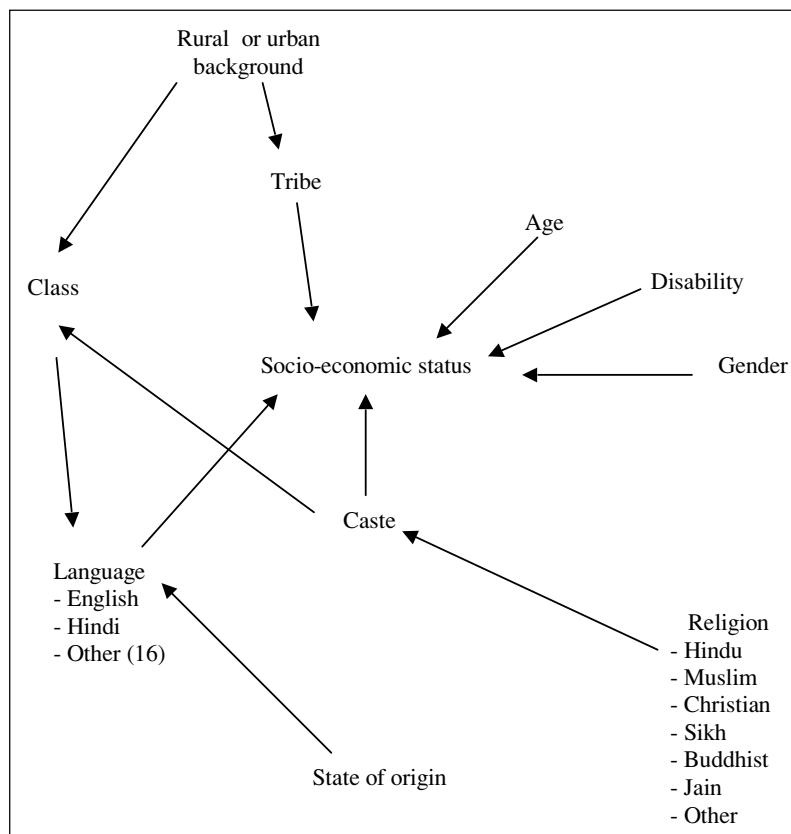 Rural or urban
background
Tribe
Age
Class
Disability
Socio-economic status
Gender
Caste
Language
- English
- Hindi
- Other (16)
Religion
- Hindu
- Muslim
- Christian
- Sikh
- Buddhist
- Jain
- Other
State of origin